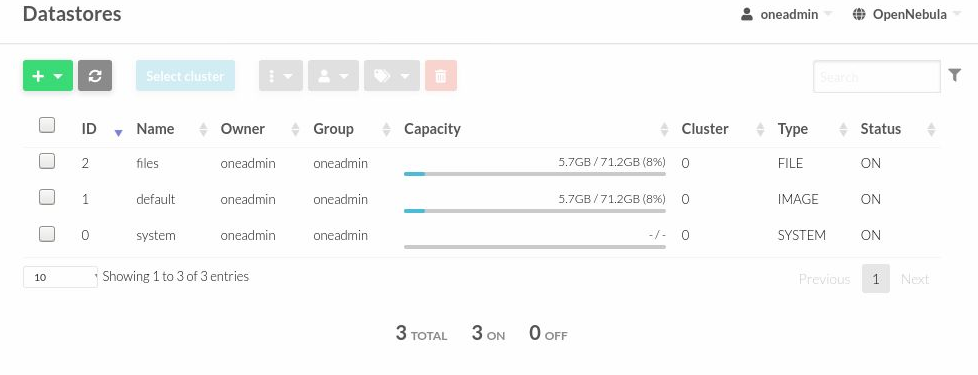 Datastores oneadmin OpenNebula
Select cluster Search
ID Name Owner Group Capacity Cluster Type Status
2 files oneadmin oneadmin 5.7GB / 71.2GB (8%) 0 FILE ON
1 default oneadmin oneadmin 5.7GB / 71.2GB (8%) 0 IMAGE ON
0 system oneadmin oneadmin - / - 0 SYSTEM ON
10 Showing 1 to 3 of 3 entries Previous 1 Next
3 TOTAL 3 ON 0 OFF